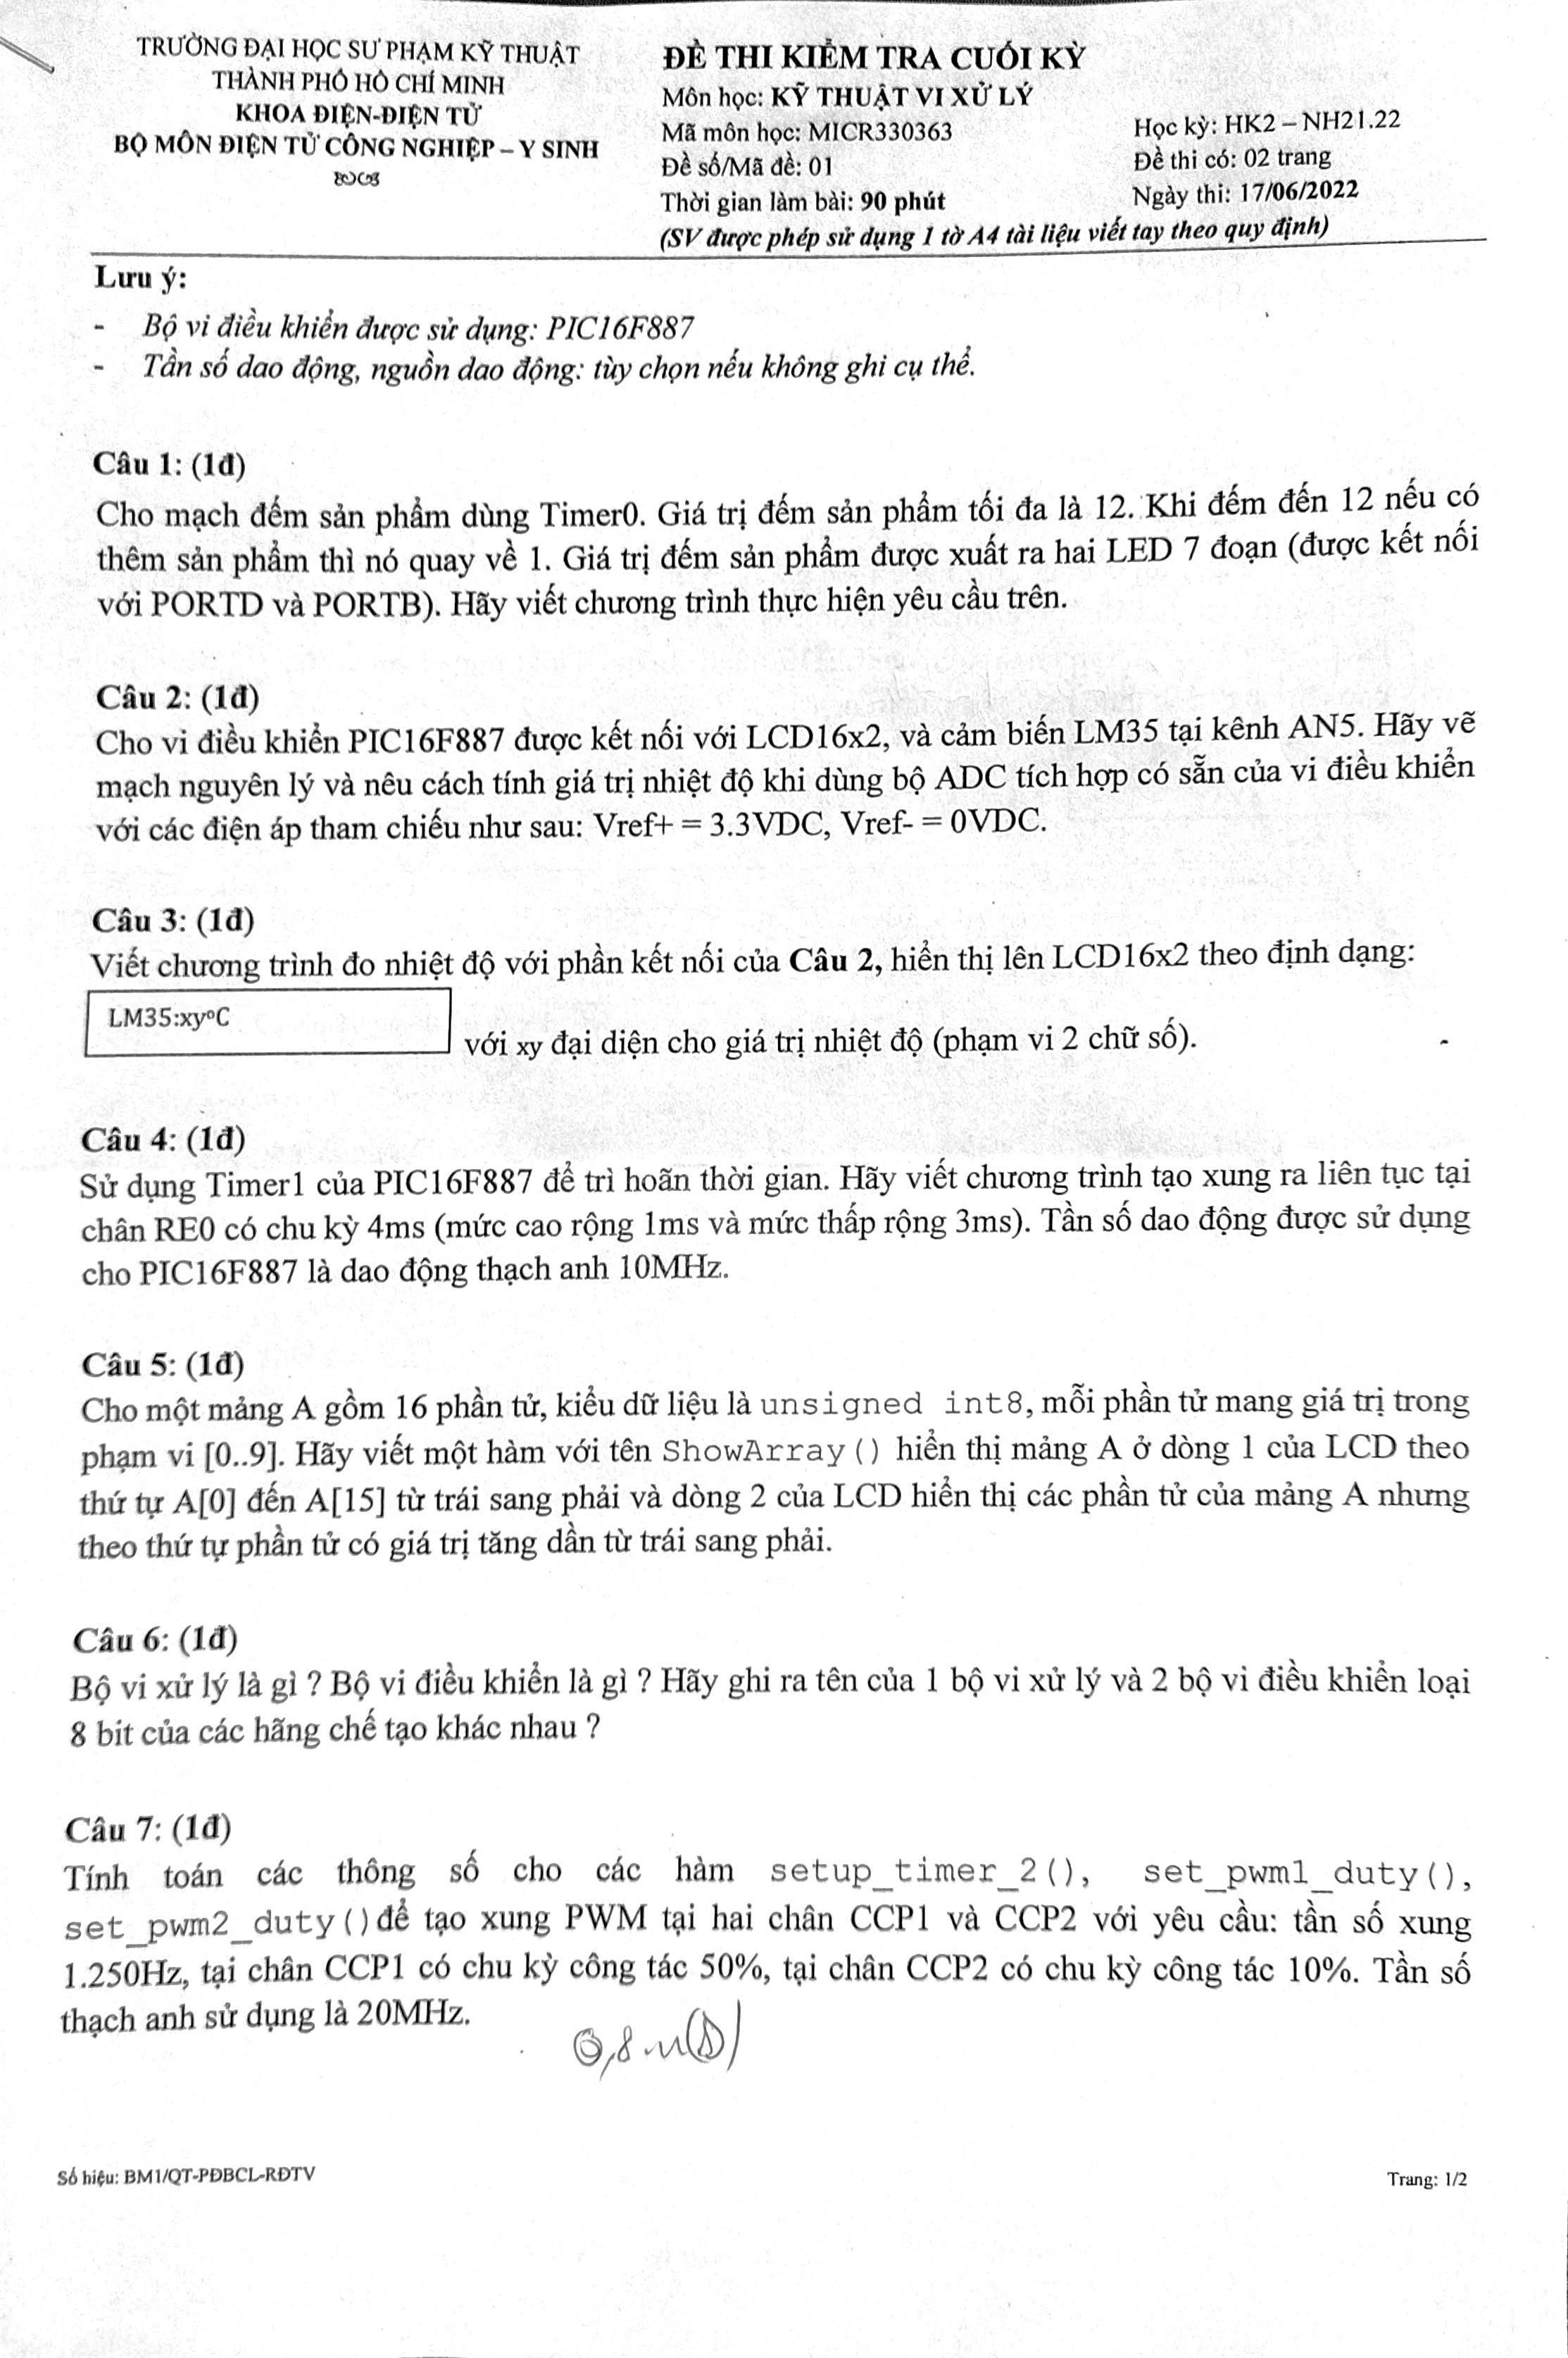 TRƯỜNG ĐẠI HỌC SƯ PHẠM KỸ THUẬT
THÀNH PHỐ HỒ CHÍ MINH
KHOA ĐIỆN-ĐIỆN TỬ
BỘ MÔN ĐIỆN TỬ CÔNG NGHIỆP – Y SINH
ĐỀ THI KIỂM TRA CUỐI KỲ
Môn học: KỸ THUẬT VI XỬ LÝ
Mã môn học: MICR330363
Đề số/Mã đề: 01
Thời gian làm bài: 90 phút
Học kỳ: HK2 – NH21.22
Đề thi có: 02 trang
Ngày thi: 17/06/2022
(SV được phép sử dụng 1 tờ A4 tài liệu viết tay theo quy định)
Lưu ý:
- Bộ vi điều khiển được sử dụng: PIC16F887
- Tần số dao động, nguồn dao động: tùy chọn nếu không ghi cụ thể.
Câu 1: (1đ)
Cho mạch đếm sản phẩm dùng Timer0. Giá trị đếm sản phẩm tối đa là 12. Khi đếm đến 12 nếu có
thêm sản phẩm thì nó quay về 1. Giá trị đếm sản phẩm được xuất ra hai LED 7 đoạn (được kết nối
với PORTD và PORTB). Hãy viết chương trình thực hiện yêu cầu trên.
Câu 2: (1đ)
Cho vi điều khiển PIC16F887 được kết nối với LCD16x2, và cảm biến LM35 tại kênh AN5. Hãy vẽ
mạch nguyên lý và nêu cách tính giá trị nhiệt độ khi dùng bộ ADC tích hợp có sẵn của vi điều khiển
với các điện áp tham chiếu như sau: Vref+ = 3.3VDC, Vref- = 0VDC.
Câu 3: (1đ)
Viết chương trình đo nhiệt độ với phần kết nối của Câu 2, hiển thị lên LCD16x2 theo định dạng:
LM35:xyºC
với xy đại diện cho giá trị nhiệt độ (phạm vi 2 chữ số).
Câu 4: (1đ)
Sử dụng Timer1 của PIC16F887 để trì hoãn thời gian. Hãy viết chương trình tạo xung ra liên tục tại
chân RE0 có chu kỳ 4ms (mức cao rộng 1ms và mức thấp rộng 3ms). Tần số dao động được sử dụng
cho PIC16F887 là dao động thạch anh 10MHz.
Câu 5: (1đ)
Cho một mảng A gồm 16 phần tử, kiểu dữ liệu là unsigned int8, mỗi phần tử mang giá trị trong
phạm vi [0..9]. Hãy viết một hàm với tên ShowArray() hiển thị mảng A ở dòng 1 của LCD theo
thứ tự A[0] đến A[15] từ trái sang phải và dòng 2 của LCD hiển thị các phần tử của mảng A nhưng
theo thứ tự phần tử có giá trị tăng dần từ trái sang phải.
Câu 6: (1đ)
Bộ vi xử lý là gì ? Bộ vi điều khiển là gì ? Hãy ghi ra tên của 1 bộ vi xử lý và 2 bộ vi điều khiển loại
8 bit của các hãng chế tạo khác nhau ?
Câu 7: (1đ)
Tính toán các thông số cho các hàm setup_timer_2(), set_pwm1_duty(),
set_pwm2_duty()để tạo xung PWM tại hai chân CCP1 và CCP2 với yêu cầu: tần số xung
1.250Hz, tại chân CCP1 có chu kỳ công tác 50%, tại chân CCP2 có chu kỳ công tác 10%. Tần số
thạch anh sử dụng là 20MHz.
0,8 m(s)
Số hiệu: BM1/QT-PĐBCL-RĐTV
Trang: 1/2